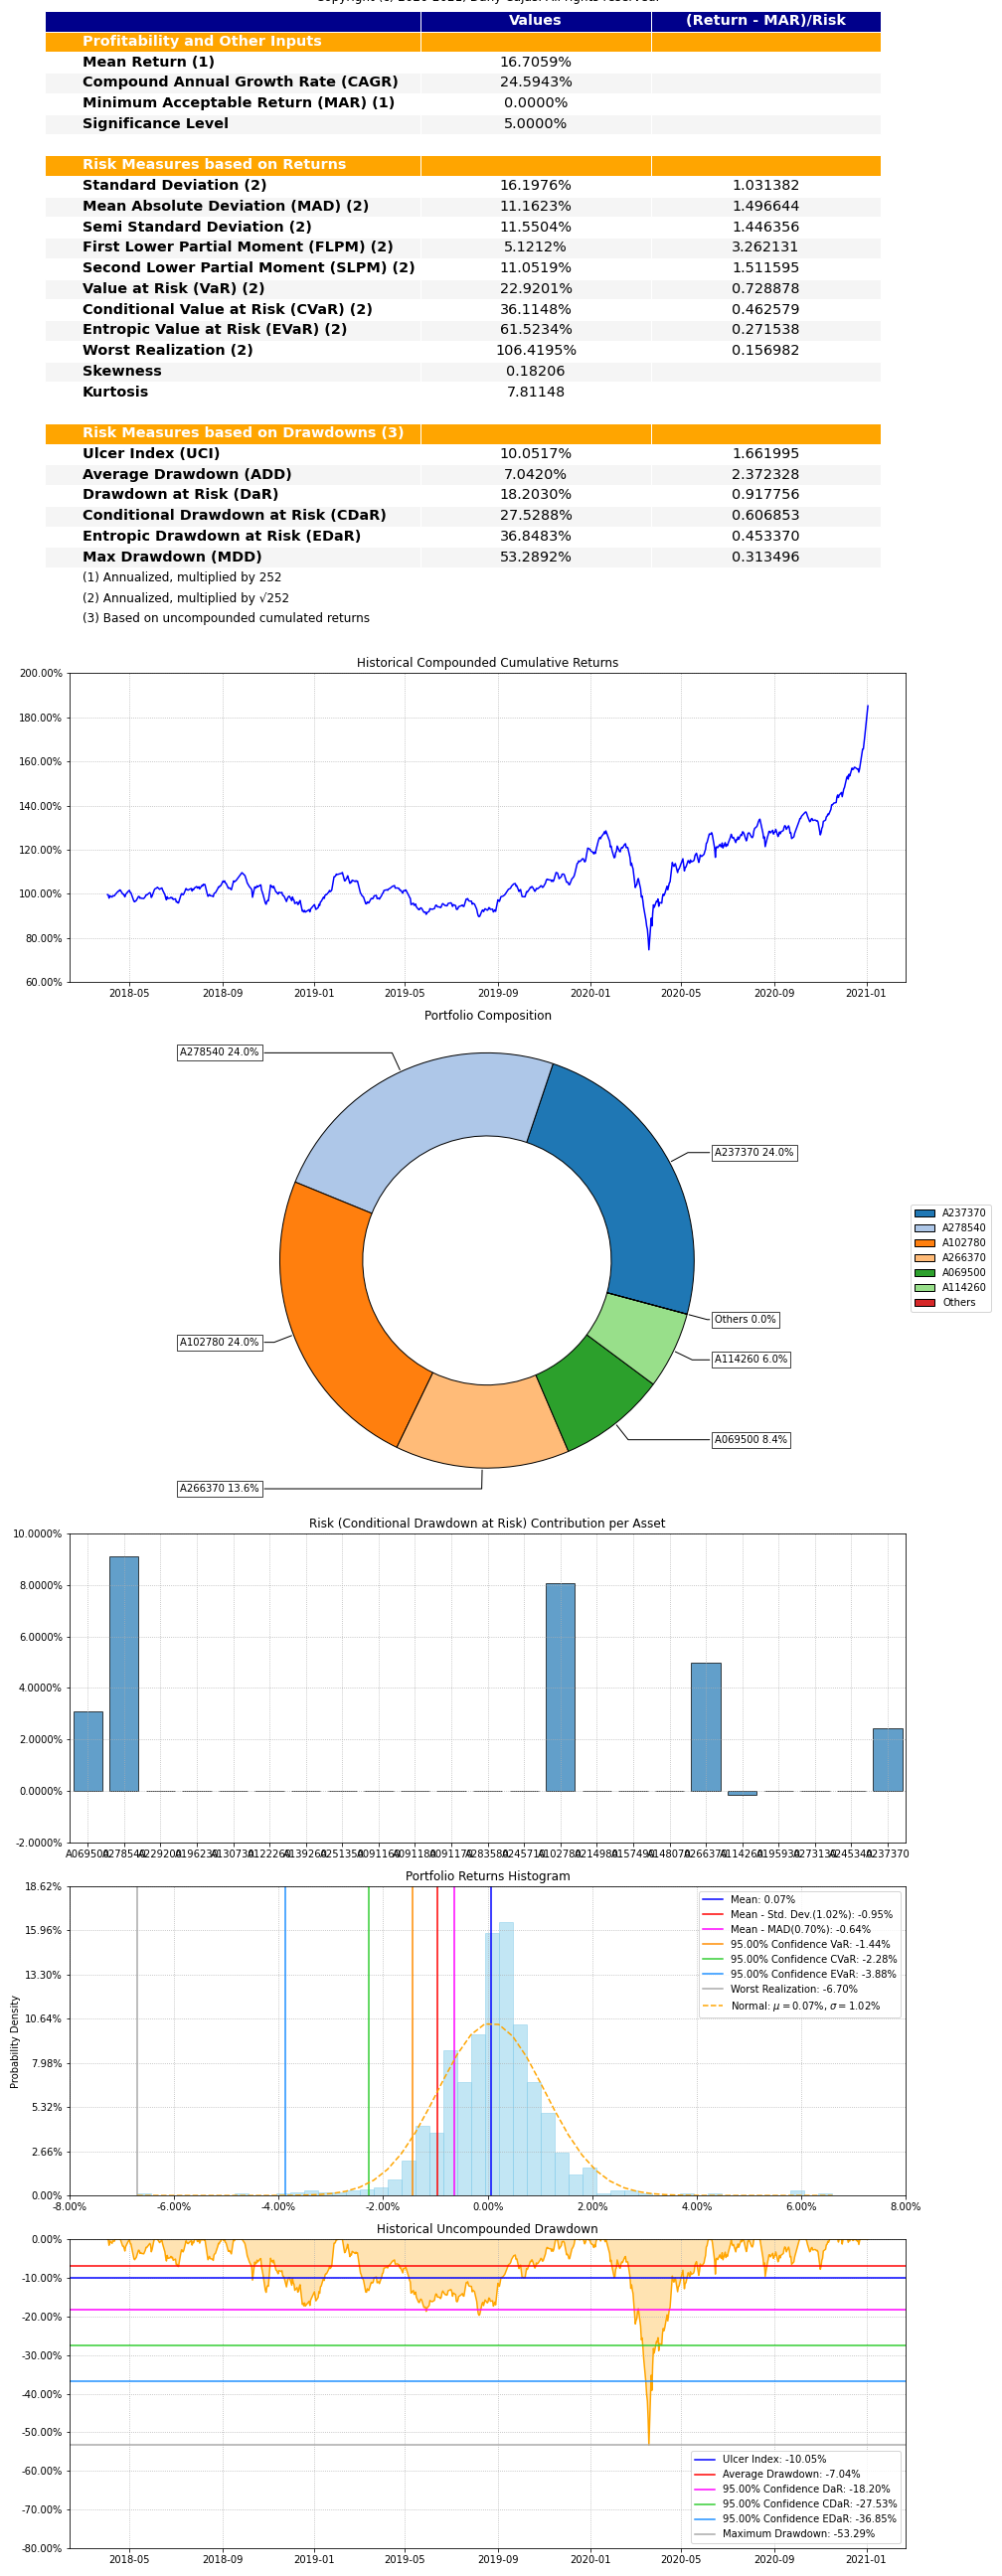 Copyright (c) 2020-2021, Dany Cajas. All rights reserved.
Values (Return - MAR)/Risk
Profitability and Other Inputs
Mean Return (1) 16.7059%
Compound Annual Growth Rate (CAGR) 24.5943%
Minimum Acceptable Return (MAR) (1) 0.0000%
Significance Level 5.0000%
Risk Measures based on Returns
Standard Deviation (2) 16.1976% 1.031382
Mean Absolute Deviation (MAD) (2) 11.1623% 1.496644
Semi Standard Deviation (2) 11.5504% 1.446356
First Lower Partial Moment (FLPM) (2) 5.1212% 3.262131
Second Lower Partial Moment (SLPM) (2) 11.0519% 1.511595
Value at Risk (VaR) (2) 22.9201% 0.728878
Conditional Value at Risk (CVaR) (2) 36.1148% 0.462579
Entropic Value at Risk (EVaR) (2) 61.5234% 0.271538
Worst Realization (2) 106.4195% 0.156982
Skewness 0.18206
Kurtosis 7.81148
Risk Measures based on Drawdowns (3)
Ulcer Index (UCI) 10.0517% 1.661995
Average Drawdown (ADD) 7.0420% 2.372328
Drawdown at Risk (DaR) 18.2030% 0.917756
Conditional Drawdown at Risk (CDaR) 27.5288% 0.606853
Entropic Drawdown at Risk (EDaR) 36.8483% 0.453370
Max Drawdown (MDD) 53.2892% 0.313496
(1) Annualized, multiplied by 252
(2) Annualized, multiplied by √252
(3) Based on uncompounded cumulated returns
Historical Compounded Cumulative Returns
200.00%
180.00%
160.00%
140.00%
120.00%
100.00%
80.00%
60.00%
2018-05 2018-09 2019-01 2019-05 2019-09 2020-01 2020-05 2020-09 2021-01
Portfolio Composition
A278540 24.0%
A237370 24.0%
A237370
A278540
A102780
A266370
A069500
A114260
Others
Others 0.0%
A102780 24.0%
A114260 6.0%
A069500 8.4%
A266370 13.6%
Risk (Conditional Drawdown at Risk) Contribution per Asset
10.0000%
8.0000%
6.0000%
4.0000%
2.0000%
0.0000%
-2.0000%
A237370
Portfolio Returns Histogram
Probability Density
18.62%
15.96%
13.30%
10.64%
7.98%
5.32%
2.66%
0.00%
-8.00% -6.00% -4.00% -2.00% 0.00% 2.00% 4.00% 6.00% 8.00%
Mean: 0.07%
Mean - Std. Dev.(1.02%): -0.95%
Mean - MAD(0.70%): -0.64%
95.00% Confidence VaR: -1.44%
95.00% Confidence CVaR: -2.28%
95.00% Confidence EVaR: -3.88%
Worst Realization: -6.70%
Normal: μ = 0.07%, σ = 1.02%
Historical Uncompounded Drawdown
0.00%
-10.00%
-20.00%
-30.00%
-40.00%
-50.00%
-60.00%
-70.00%
-80.00%
Ulcer Index: -10.05%
Average Drawdown: -7.04%
95.00% Confidence DaR: -18.20%
95.00% Confidence CDaR: -27.53%
95.00% Confidence EDaR: -36.85%
Maximum Drawdown: -53.29%
2018-05 2018-09 2019-01 2019-05 2019-09 2020-01 2020-05 2020-09 2021-01